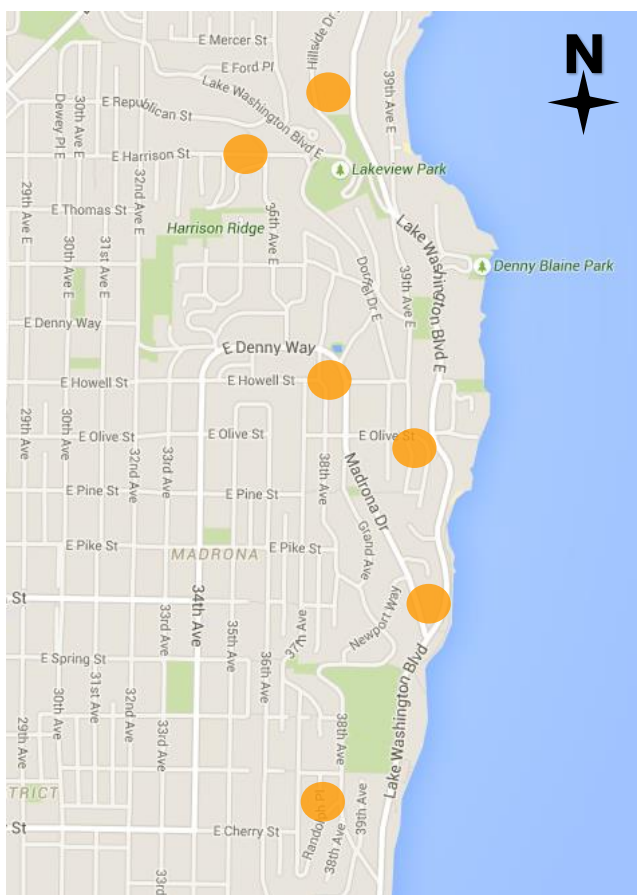 N
E Mercer St
Hillside Dr
39th Ave E
E Ford Pl
Lake Washington Blvd E
E Republican St
30th Ave E
Dewey Pl E
E Harrison St
Lakeview Park
32nd Ave E
29th Ave E
30th Ave E
31st Ave E
E Thomas St
36th Ave E
Harrison Ridge
Lake Washington Blvd E
Denny Blaine Park
39th Ave E
Dorffel Dr E
E Denny Way
E Denny Way
E Howell St
E Howell St
29th Ave
30th Ave
E Olive St
E Olive St
E Olive St
32nd Ave
33rd Ave
38th Ave
Madrona Dr
E Pine St
E Pine St
E Pike St
MADRONA
E Pike St
Grand Ave
St
34th Ave
33rd Ave
35th Ave
37th Ave
Newport Way
E Spring St
36th Ave
29th Ave
30th Ave
31st Ave
32nd Ave
33rd Ave
38th Ave
Lake Washington Blvd
TRICT
St
E Cherry St
Randolph Pl
38th Ave
39th Ave
33rd